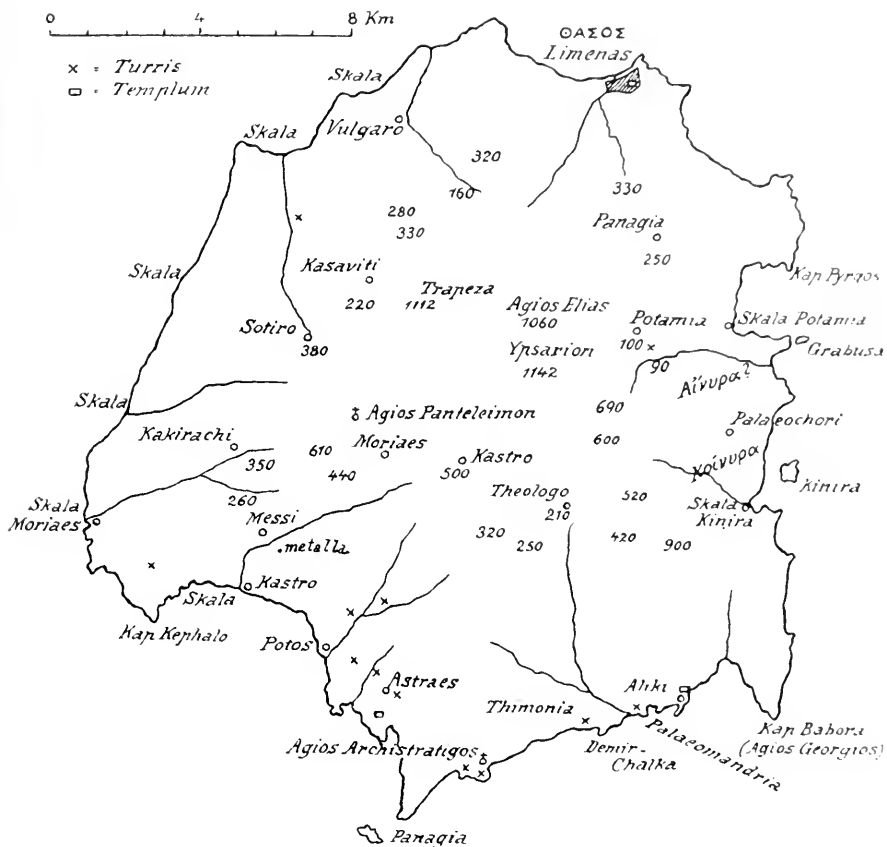 0 4 8 Km
ΘΑΣΟΣ
Limenas
x = Turris
▭ = Templum
Skala
Skala
Vulgaro
320
160
330
280
330
Panagia
250
Skala
Kasaviti
Kap Pyrgos
220
1112
Trapeza
Agios Elias
1060
Potamia
Skala Potamia
Sotiro
380
Ypsarion
1142
100
90
Grabusa
Αἴνυρα?
Skala
690
Agios Panteleimon
Palaeochori
Kakirachi
610
Moriaes
600
350
440
500
Kastro
Κοίνυρα
Kinira
260
Theologo
210
520
Skala
Kinira
Skala
Moriaes
Messi
320
250
420
900
metalla
Kastro
Skala
Kap Kephalo
Potos
Astraes
Aliki
Thimonia
Palaeomandria
Demir-
Chalka
Kap Babora
(Agios Georgios)
Agios Archistratigos
Panagia